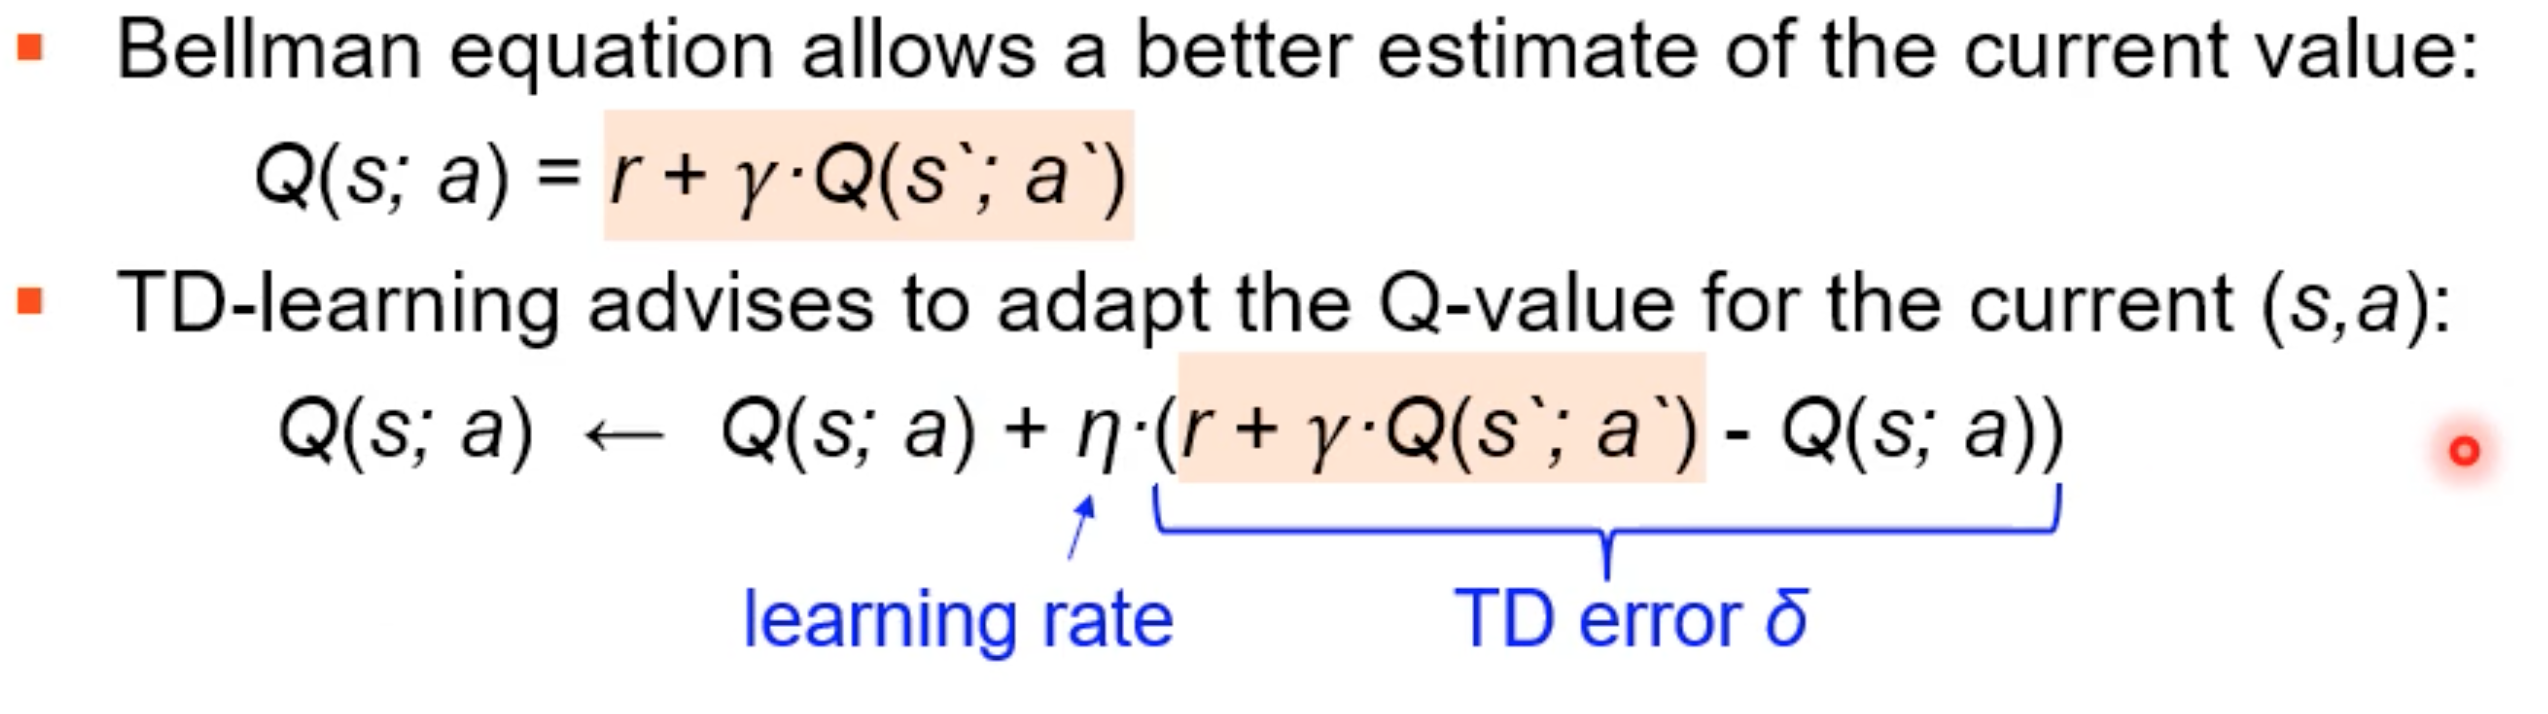 ▪ Bellman equation allows a better estimate of the current value:
Q(s; a) = r + γ·Q(s`; a`)
▪ TD-learning advises to adapt the Q-value for the current (s,a):
Q(s; a) ← Q(s; a) + η·(r + γ·Q(s`; a`) - Q(s; a))
learning rate TD error δ